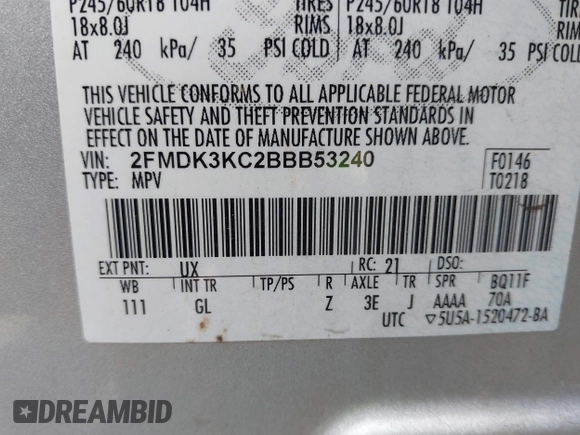 P245/60R18 104H TIRES P245/60R18 104H TIRE
18x8.0J RIMS 18x8.0J RIM
AT 240 kPa/ 35 PSI COLD AT 240 kPa/ 35 PSI COLD
THIS VEHICLE CONFORMS TO ALL APPLICABLE FEDERAL MOTOR
VEHICLE SAFETY AND THEFT PREVENTION STANDARDS IN
EFFECT ON THE DATE OF MANUFACTURE SHOWN ABOVE.
VIN: 2FMDK3KC2BBB53240 F0146
TYPE: MPV T0218
EXT PNT: UX RC: 21 DSO:
WB INT TR TP/PS R AXLE TR SPR BQ11F
111 GL Z 3E J AAAA 70A
UTC ▽5U5A-1520472-BA
DREAMBID